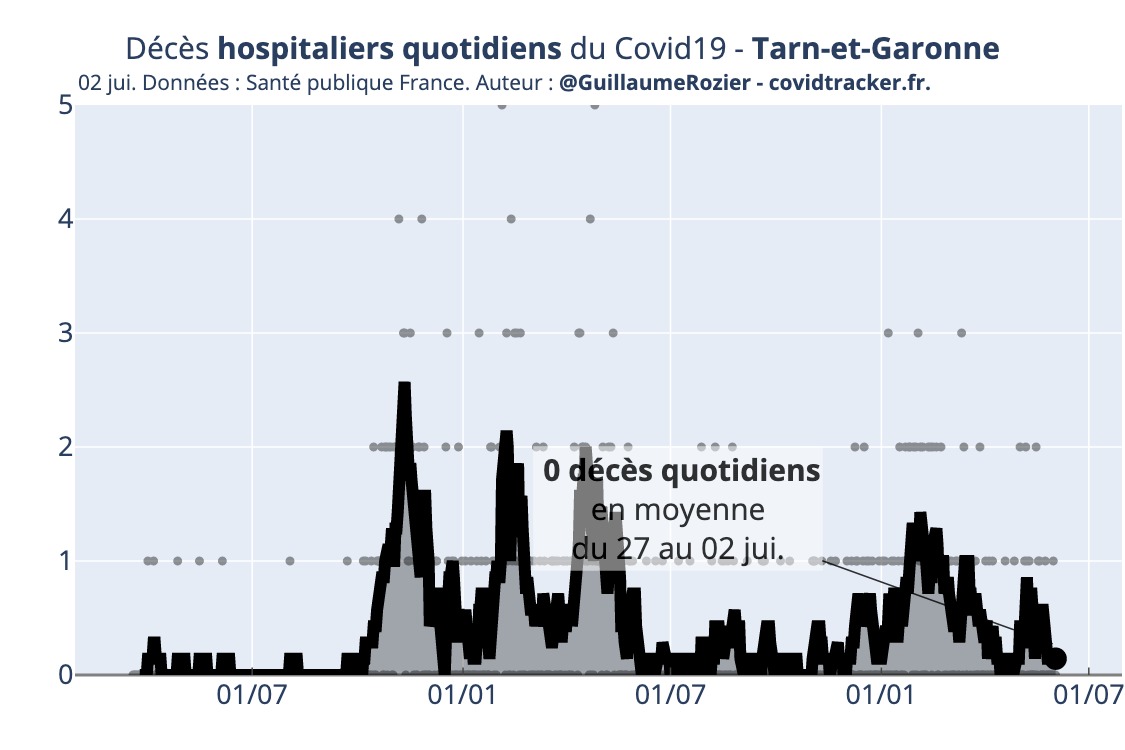 Décès hospitaliers quotidiens du Covid19 - Tarn-et-Garonne
02 jui. Données : Santé publique France. Auteur : @GuillaumeRozier - covidtracker.fr.
5
4
3
2
1
0
0 décès quotidiens
en moyenne
du 27 au 02 jui.
01/07 01/01 01/07 01/01 01/07